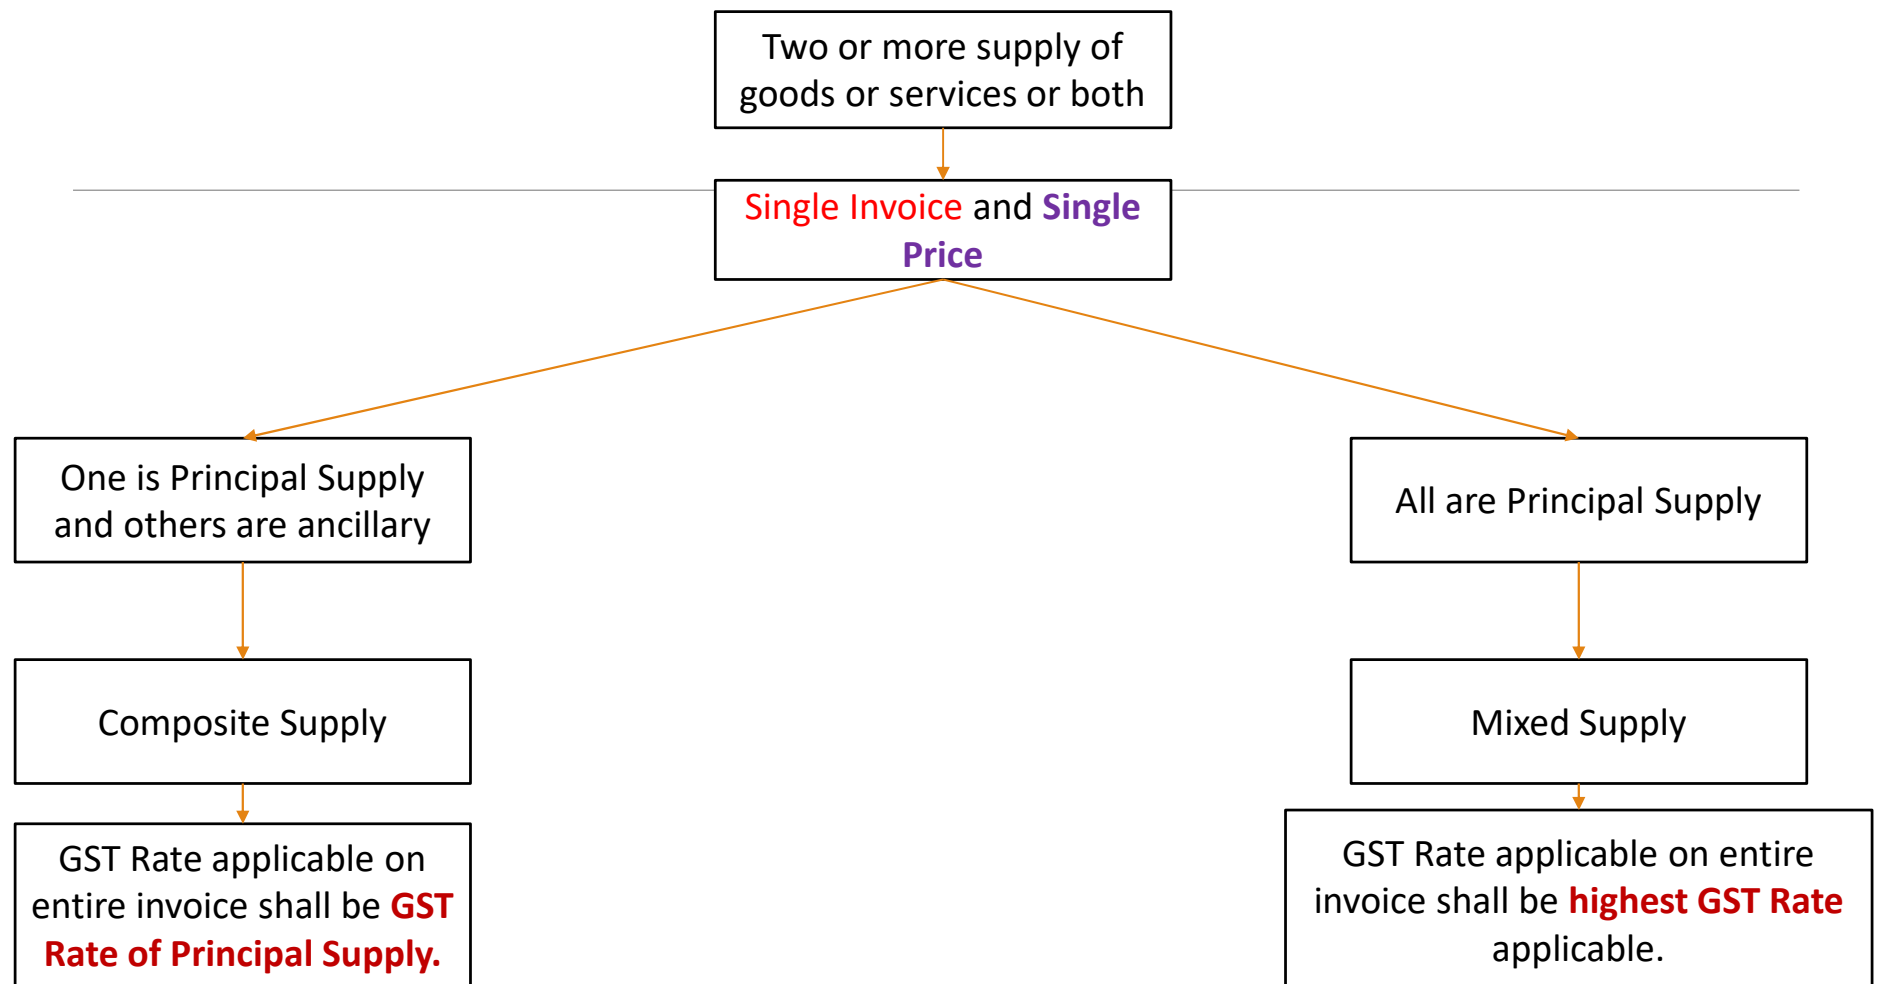 Two or more supply of
goods or services or both
Single Invoice and Single
Price
One is Principal Supply
and others are ancillary
All are Principal Supply
Composite Supply
Mixed Supply
GST Rate applicable on
entire invoice shall be GST
Rate of Principal Supply.
GST Rate applicable on entire
invoice shall be highest GST Rate
applicable.